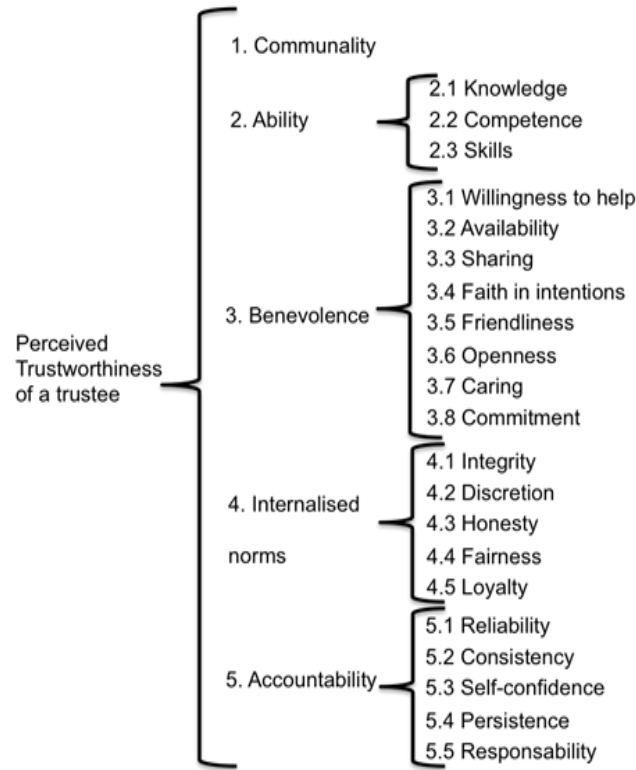 Perceived
Trustworthiness
of a trustee
1. Communality
2. Ability
2.1 Knowledge
2.2 Competence
2.3 Skills
3. Benevolence
3.1 Willingness to help
3.2 Availability
3.3 Sharing
3.4 Faith in intentions
3.5 Friendliness
3.6 Openness
3.7 Caring
3.8 Commitment
4. Internalised
norms
4.1 Integrity
4.2 Discretion
4.3 Honesty
4.4 Fairness
4.5 Loyalty
5. Accountability
5.1 Reliability
5.2 Consistency
5.3 Self-confidence
5.4 Persistence
5.5 Responsability